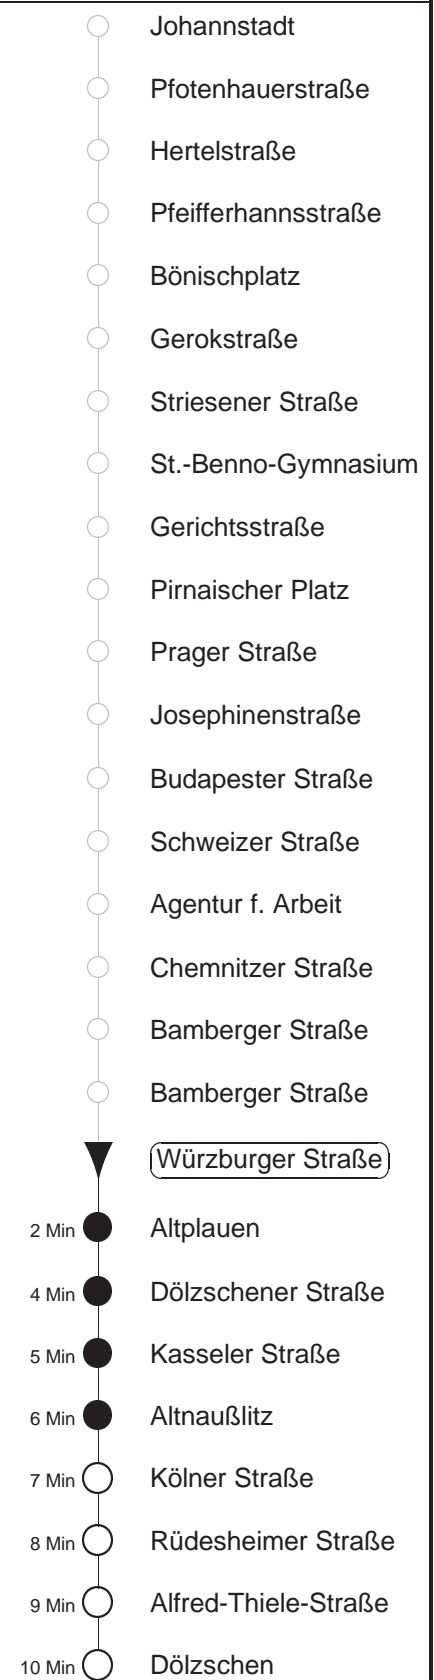 Johannstadt
Pfotenhauerstraße
Hertelstraße
Pfeifferhannsstraße
Bönischplatz
Gerokstraße
Striesener Straße
St.-Benno-Gymnasium
Gerichtsstraße
Pirnaischer Platz
Prager Straße
Josephinenstraße
Budapester Straße
Schweizer Straße
Agentur f. Arbeit
Chemnitzer Straße
Bamberger Straße
Bamberger Straße
Würzburger Straße
2 Min Altplauen
4 Min Dölzschener Straße
5 Min Kasseler Straße
6 Min Altnaußlitz
7 Min Kölner Straße
8 Min Rüdesheimer Straße
9 Min Alfred-Thiele-Straße
10 Min Dölzschen